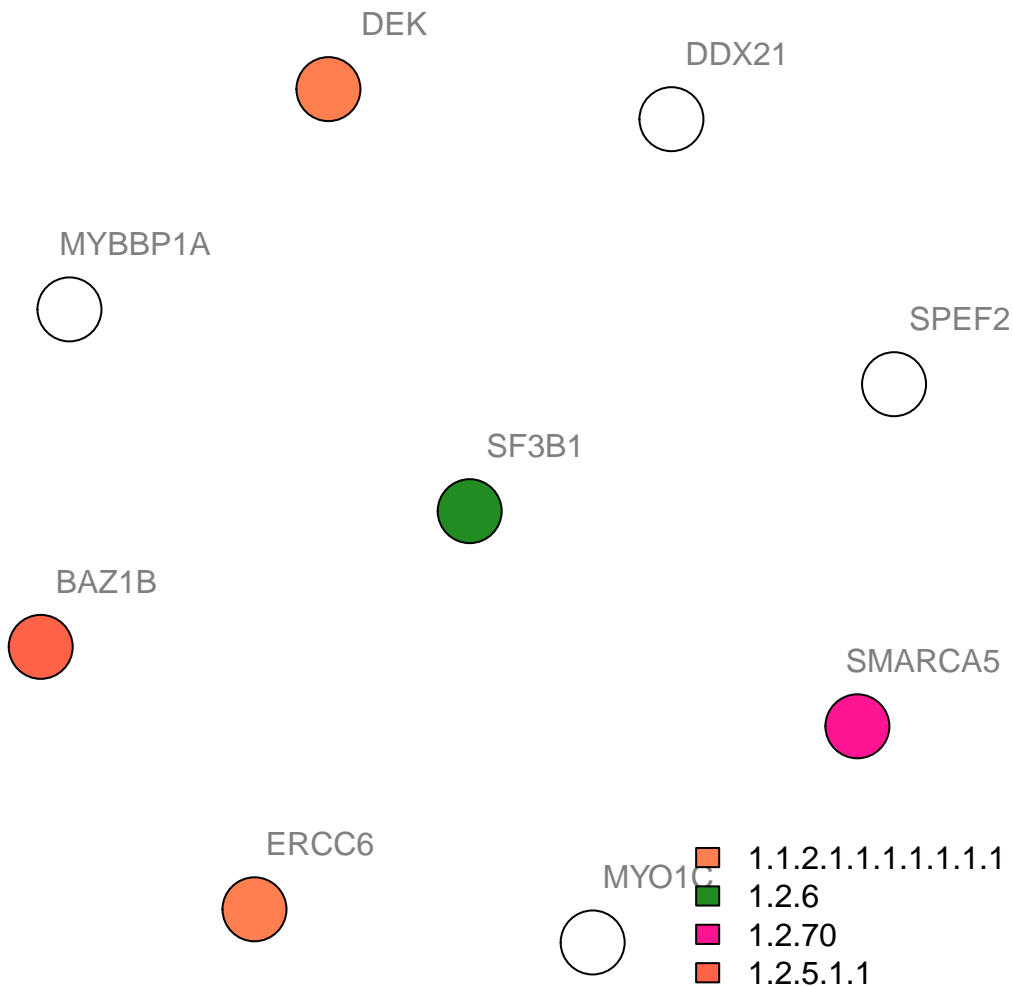 DEK
DDX21
MYBBP1A
SPEF2
SF3B1
BAZ1B
SMARCA5
ERCC6
MYO1C
1.1.2.1.1.1.1.1.1.1
1.2.6
1.2.70
1.2.5.1.1